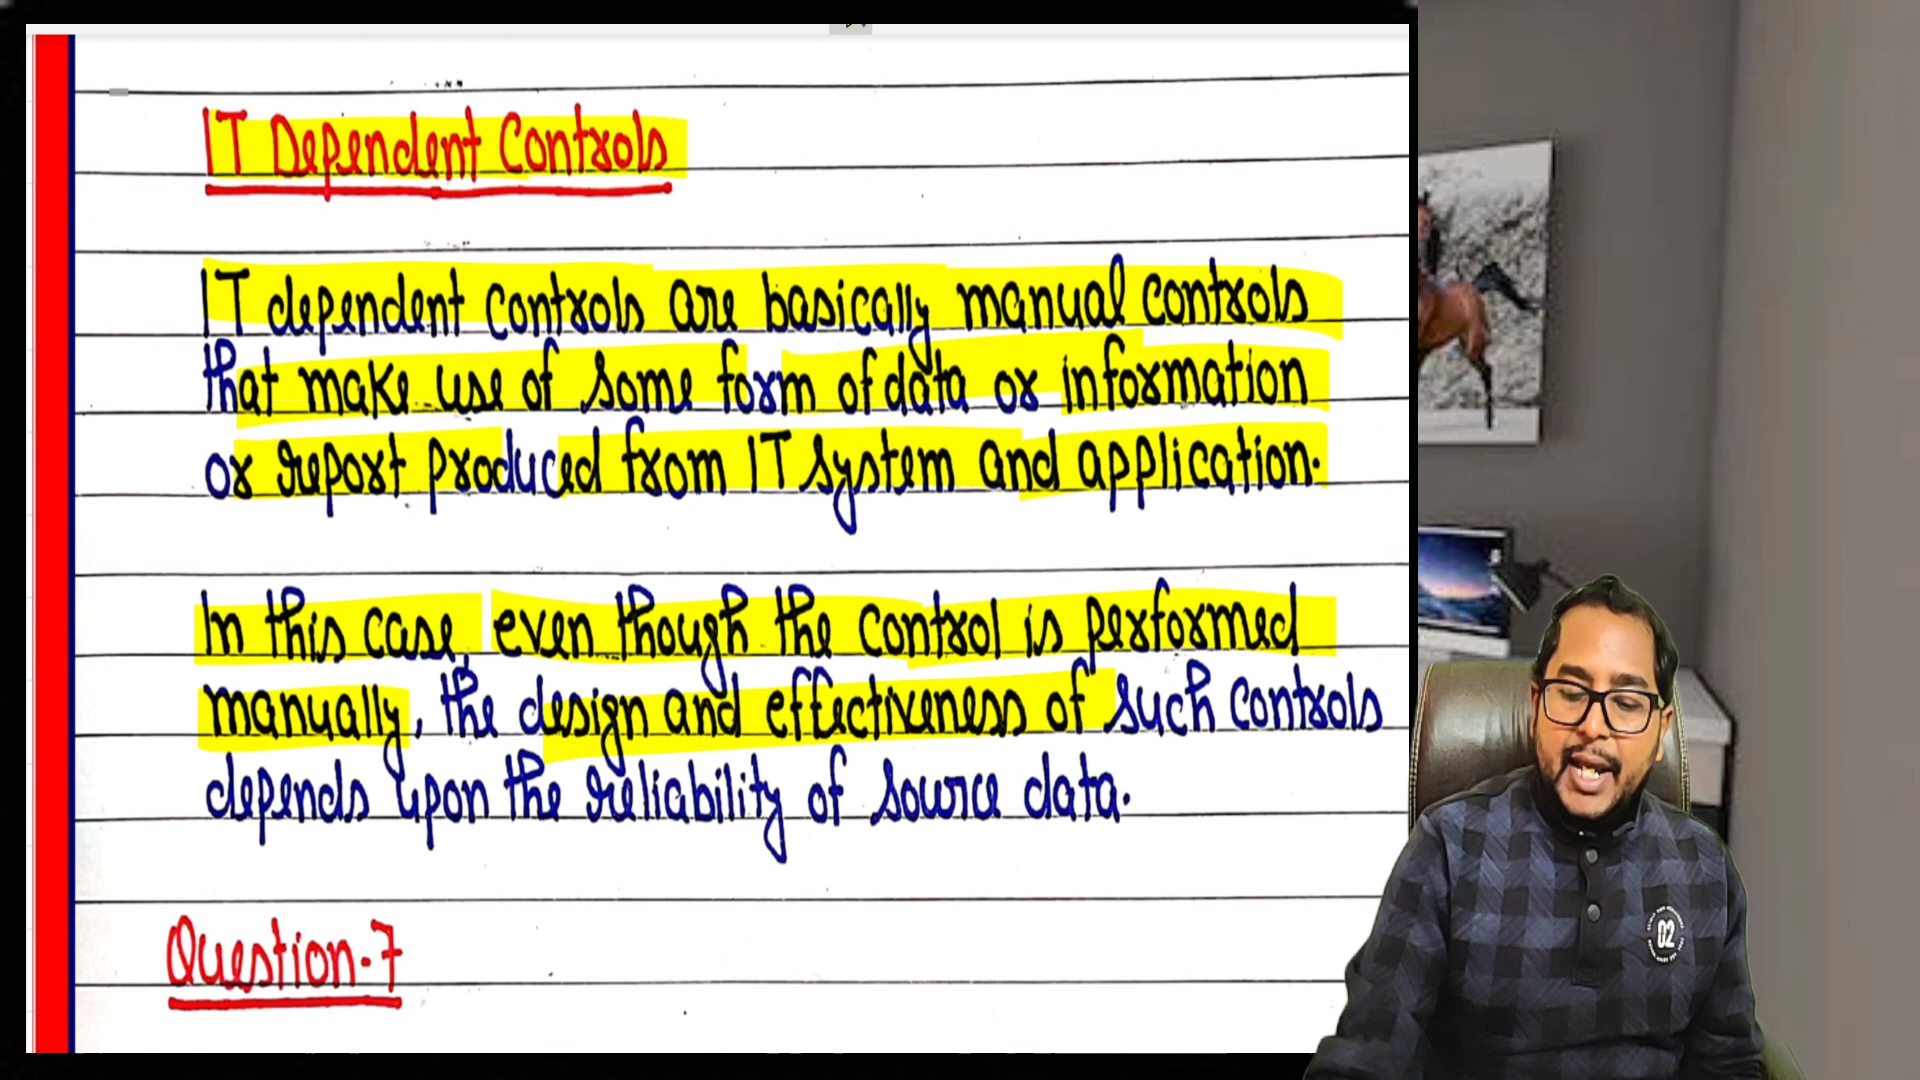 IT Dependent Controls
IT dependent controls are basically manual controls
that make use of some form of data or information
or report produced from IT system and application.
In this case, even though the control is performed
manually, the design and effectiveness of such controls
depends upon the reliability of source data.
Question-7
02